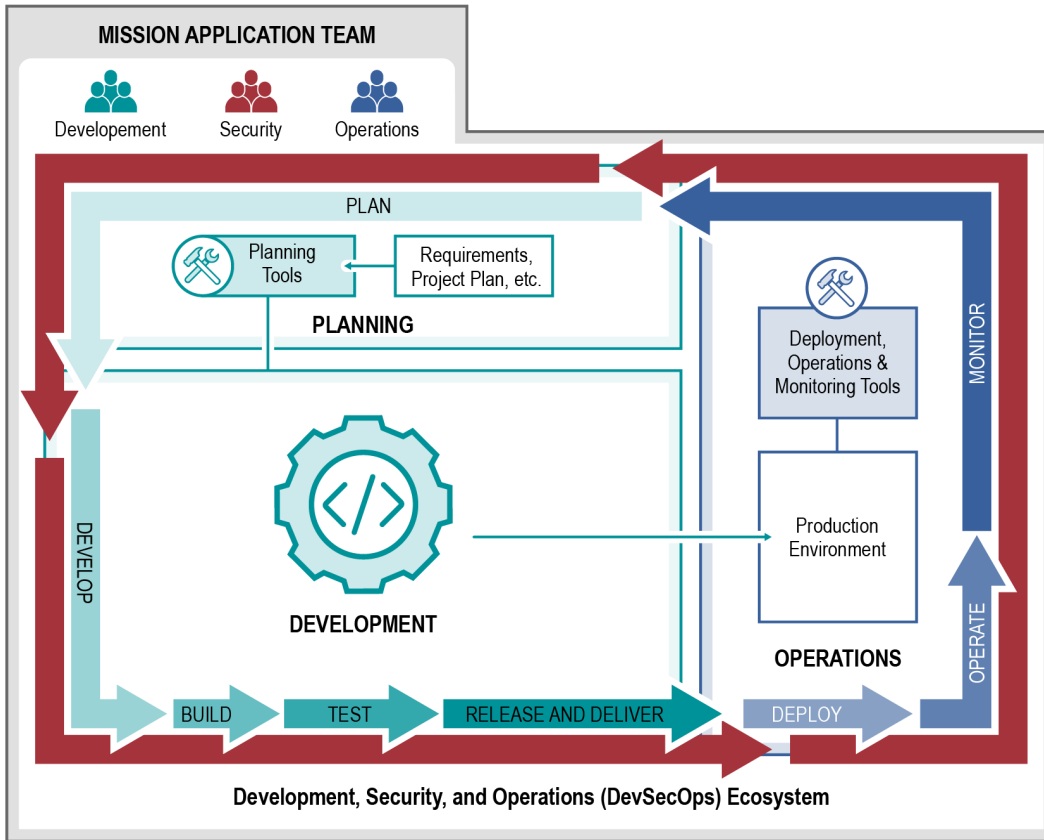 MISSION APPLICATION TEAM
Developement
Security
Operations
PLAN
Planning
Tools
Requirements,
Project Plan, etc.
PLANNING
Deployment,
Operations &
Monitoring Tools
MONITOR
DEVELOP
</>
Production
Environment
DEVELOPMENT
OPERATIONS
OPERATE
BUILD
TEST
RELEASE AND DELIVER
DEPLOY
Development, Security, and Operations (DevSecOps) Ecosystem